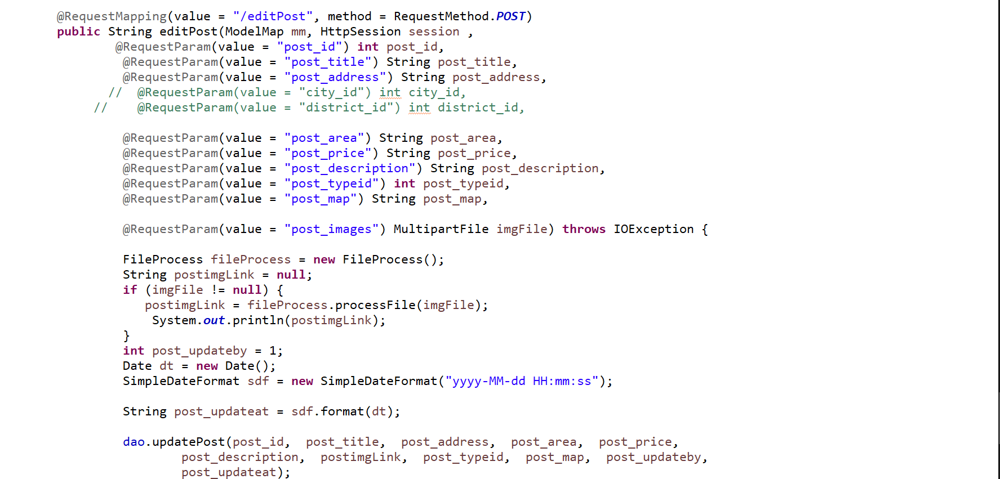 @RequestMapping(value = "/editPost", method = RequestMethod.POST)
public String editPost(ModelMap mm, HttpSession session ,
@RequestParam(value = "post_id") int post_id,
@RequestParam(value = "post_title") String post_title,
@RequestParam(value = "post_address") String post_address,
// @RequestParam(value = "city_id") int city_id,
// @RequestParam(value = "district_id") int district_id,
@RequestParam(value = "post_area") String post_area,
@RequestParam(value = "post_price") String post_price,
@RequestParam(value = "post_description") String post_description,
@RequestParam(value = "post_typeid") int post_typeid,
@RequestParam(value = "post_map") String post_map,
@RequestParam(value = "post_images") MultipartFile imgFile) throws IOException {
FileProcess fileProcess = new FileProcess();
String postimgLink = null;
if (imgFile != null) {
postimgLink = fileProcess.processFile(imgFile);
System.out.println(postimgLink);
}
int post_updateby = 1;
Date dt = new Date();
SimpleDateFormat sdf = new SimpleDateFormat("yyyy-MM-dd HH:mm:ss");
String post_updateat = sdf.format(dt);
dao.updatePost(post_id, post_title, post_address, post_area, post_price,
post_description, postimgLink, post_typeid, post_map, post_updateby,
post_updateat);